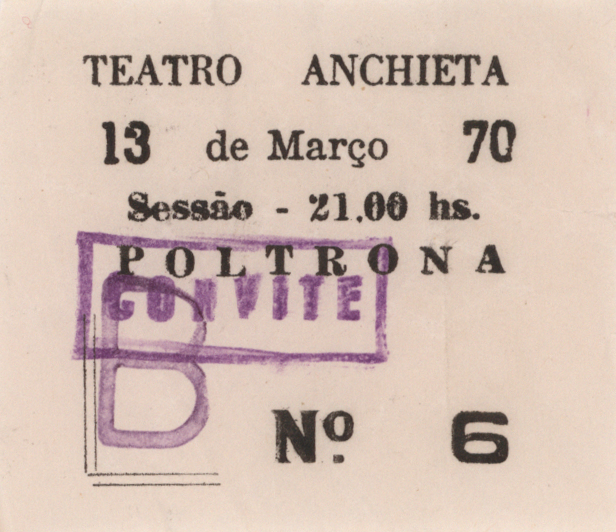 TEATRO ANCHIETA
13 de Março 70
Sessão - 21.00 hs.
POLTRONA
CONVITE
B
Nº 6